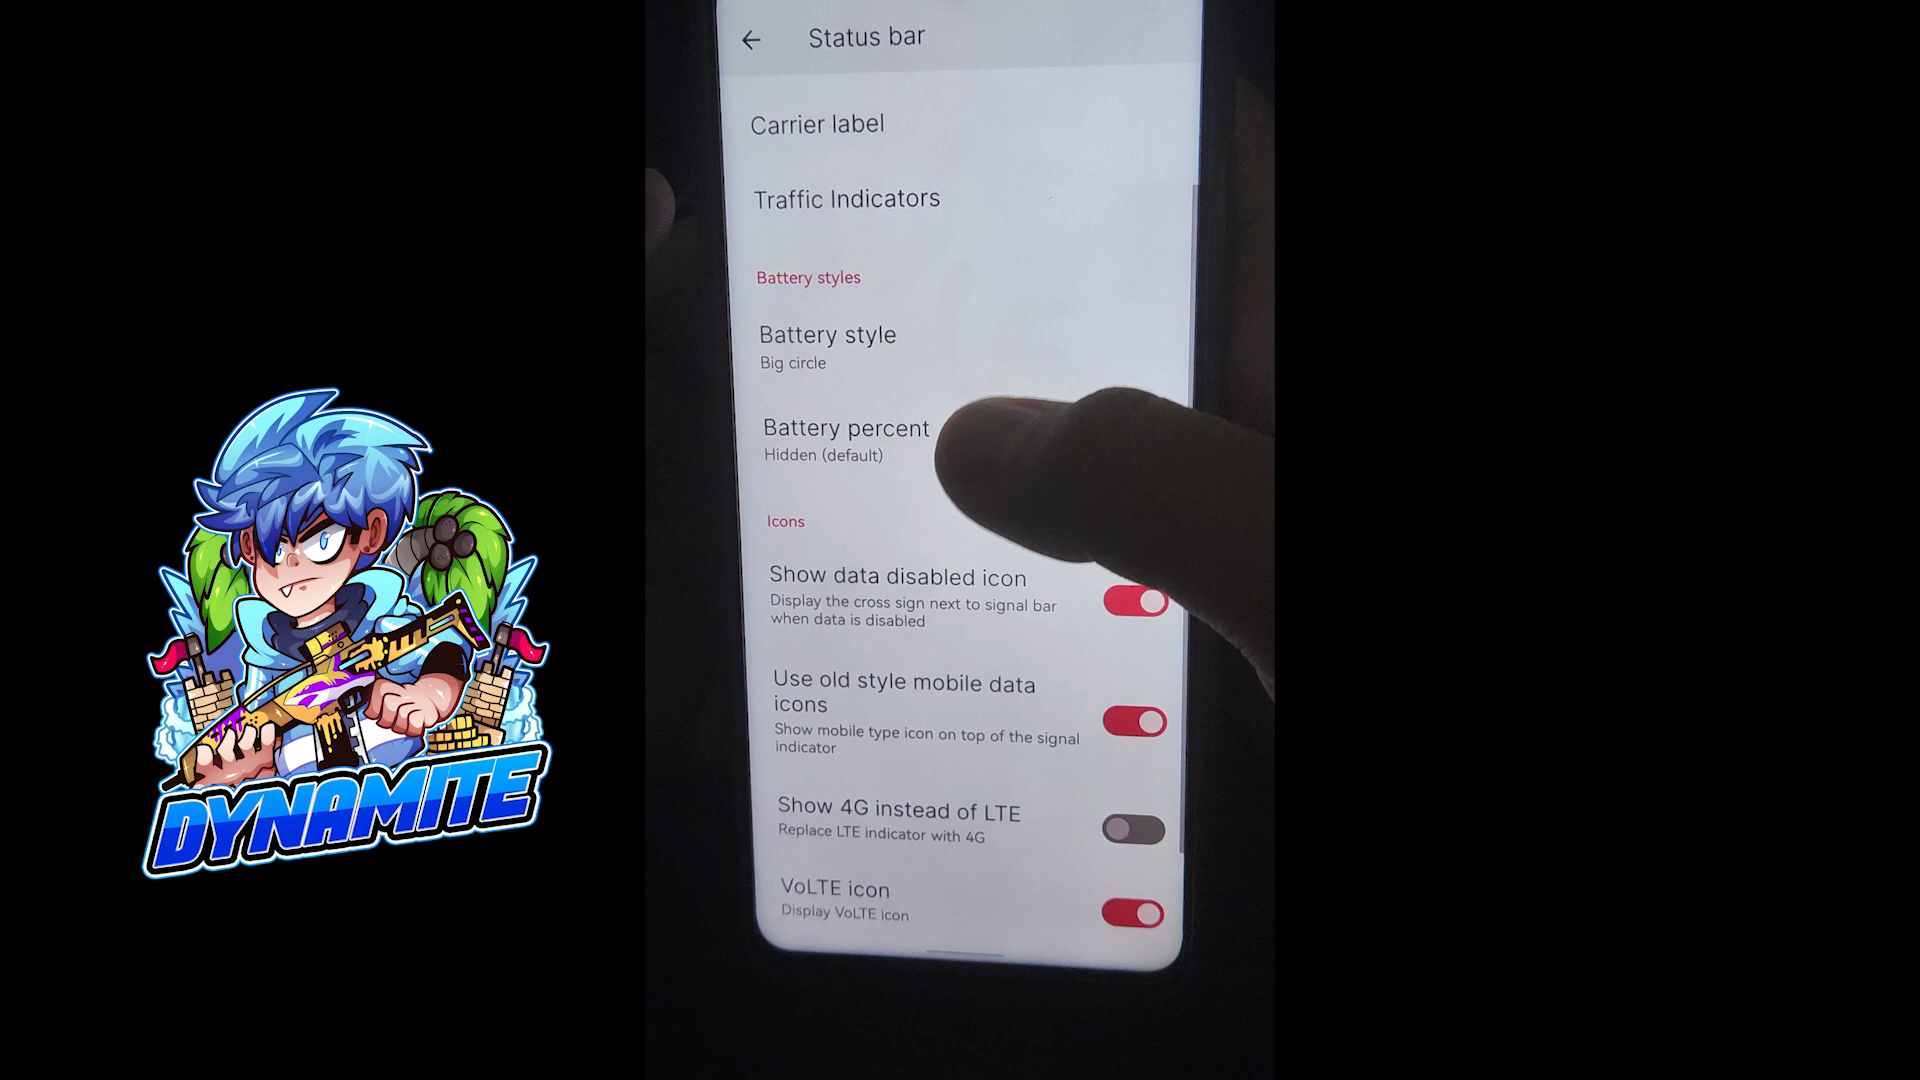 Status bar
Carrier label
Traffic Indicators
Battery styles
Battery style
Big circle
Battery percent
Hidden (default)
Icons
Show data disabled icon
Display the cross sign next to signal bar
when data is disabled
Use old style mobile data
icons
Show mobile type icon on top of the signal
indicator
Show 4G instead of LTE
Replace LTE indicator with 4G
VoLTE icon
Display VoLTE icon
DYNAMITE